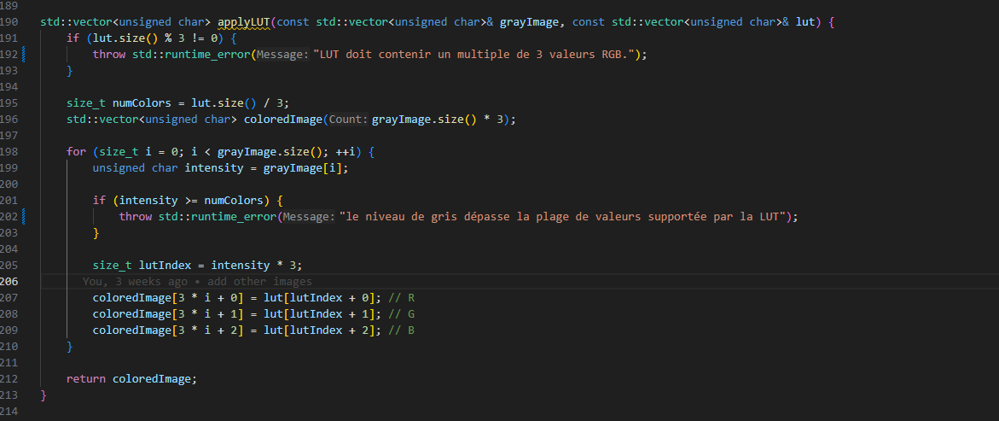 189
190 std::vector<unsigned char> applyLUT(const std::vector<unsigned char>& grayImage, const std::vector<unsigned char>& lut) {
191     if (lut.size() % 3 != 0) {
192         throw std::runtime_error(Message: "LUT doit contenir un multiple de 3 valeurs RGB.");
193     }
194
195     size_t numColors = lut.size() / 3;
196     std::vector<unsigned char> coloredImage(Count: grayImage.size() * 3);
197
198     for (size_t i = 0; i < grayImage.size(); ++i) {
199         unsigned char intensity = grayImage[i];
200
201         if (intensity >= numColors) {
202             throw std::runtime_error(Message: "le niveau de gris dépasse la plage de valeurs supportée par la LUT");
203         }
204
205         size_t lutIndex = intensity * 3;
206 You, 3 weeks ago • add other images
207         coloredImage[3 * i + 0] = lut[lutIndex + 0]; // R
208         coloredImage[3 * i + 1] = lut[lutIndex + 1]; // G
209         coloredImage[3 * i + 2] = lut[lutIndex + 2]; // B
210     }
211
212     return coloredImage;
213 }
214